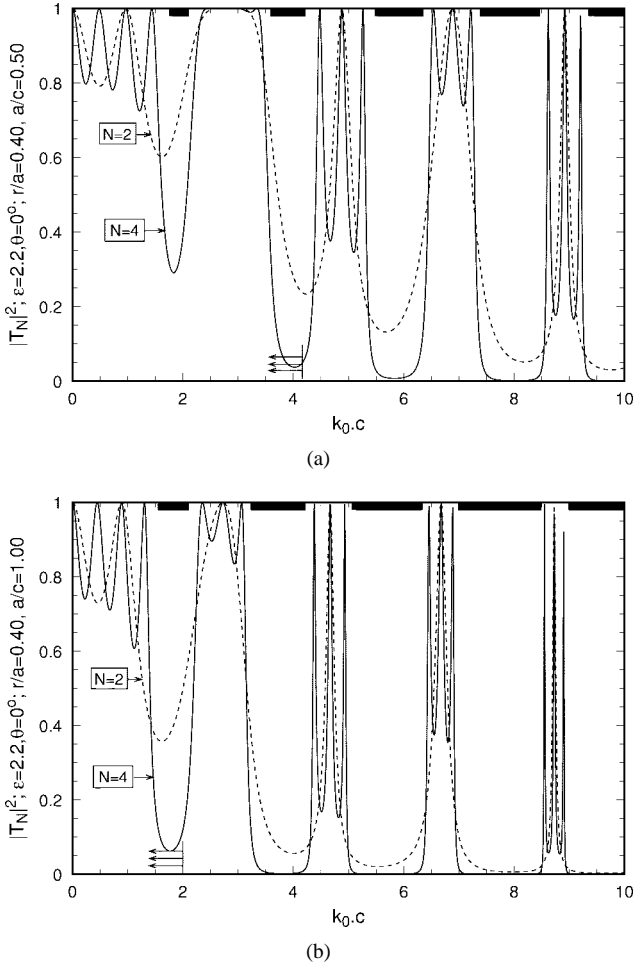 1
0.8
0.6
0.4
0.2
0
|T_N|²; ε=2.2,θ=0°; r/a=0.40, a/c=0.50
N=2
N=4
0 2 4 6 8 10
k₀.c
(a)
1
0.8
0.6
0.4
0.2
0
|T_N|²; ε=2.2,θ=0°; r/a=0.40, a/c=1.00
N=2
N=4
0 2 4 6 8 10
k₀.c
(b)